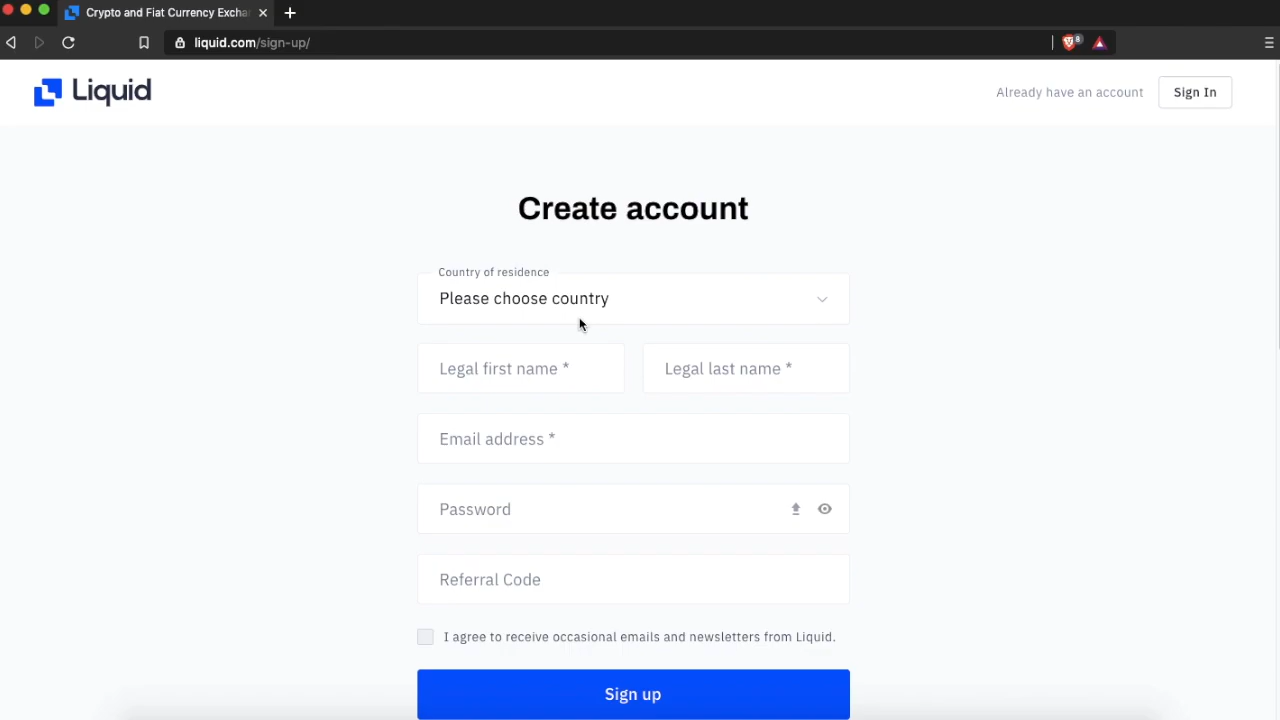 Crypto and Fiat Currency Excha
liquid.com/sign-up/
8
Liquid
Already have an account
Sign In
Create account
Country of residence
Please choose country
Legal first name *
Legal last name *
Email address *
Password
Referral Code
I agree to receive occasional emails and newsletters from Liquid.
Sign up